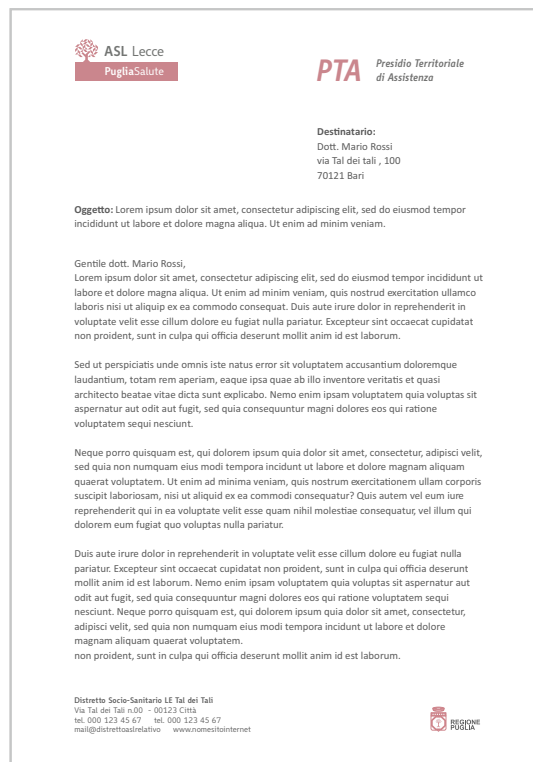 ASL Lecce
PugliaSalute
PTA
Presidio Territoriale
di Assistenza
Destinatario:
Dott. Mario Rossi
via Tal dei tali , 100
70121 Bari
Oggetto: Lorem ipsum dolor sit amet, consectetur adipiscing elit, sed do eiusmod tempor
incididunt ut labore et dolore magna aliqua. Ut enim ad minim veniam.
Gentile dott. Mario Rossi,
Lorem ipsum dolor sit amet, consectetur adipiscing elit, sed do eiusmod tempor incididunt ut
labore et dolore magna aliqua. Ut enim ad minim veniam, quis nostrud exercitation ullamco
laboris nisi ut aliquip ex ea commodo consequat. Duis aute irure dolor in reprehenderit in
voluptate velit esse cillum dolore eu fugiat nulla pariatur. Excepteur sint occaecat cupidatat
non proident, sunt in culpa qui officia deserunt mollit anim id est laborum.
Sed ut perspiciatis unde omnis iste natus error sit voluptatem accusantium doloremque
laudantium, totam rem aperiam, eaque ipsa quae ab illo inventore veritatis et quasi
architecto beatae vitae dicta sunt explicabo. Nemo enim ipsam voluptatem quia voluptas sit
aspernatur aut odit aut fugit, sed quia consequuntur magni dolores eos qui ratione
voluptatem sequi nesciunt.
Neque porro quisquam est, qui dolorem ipsum quia dolor sit amet, consectetur, adipisci velit,
sed quia non numquam eius modi tempora incidunt ut labore et dolore magnam aliquam
quaerat voluptatem. Ut enim ad minima veniam, quis nostrum exercitationem ullam corporis
suscipit laboriosam, nisi ut aliquid ex ea commodi consequatur? Quis autem vel eum iure
reprehenderit qui in ea voluptate velit esse quam nihil molestiae consequatur, vel illum qui
dolorem eum fugiat quo voluptas nulla pariatur.
Duis aute irure dolor in reprehenderit in voluptate velit esse cillum dolore eu fugiat nulla
pariatur. Excepteur sint occaecat cupidatat non proident, sunt in culpa qui officia deserunt
mollit anim id est laborum. Nemo enim ipsam voluptatem quia voluptas sit aspernatur aut
odit aut fugit, sed quia consequuntur magni dolores eos qui ratione voluptatem sequi
nesciunt. Neque porro quisquam est, qui dolorem ipsum quia dolor sit amet, consectetur,
adipisci velit, sed quia non numquam eius modi tempora incidunt ut labore et dolore
magnam aliquam quaerat voluptatem.
non proident, sunt in culpa qui officia deserunt mollit anim id est laborum.
Distretto Socio-Sanitario LE Tal dei Tali
Via Tal dei Tali n.00 - 00123 Città
tel. 000 123 45 67 tel. 000 123 45 67
mail@distrettoaslrelativo www.nomesitointernet
REGIONE
PUGLIA